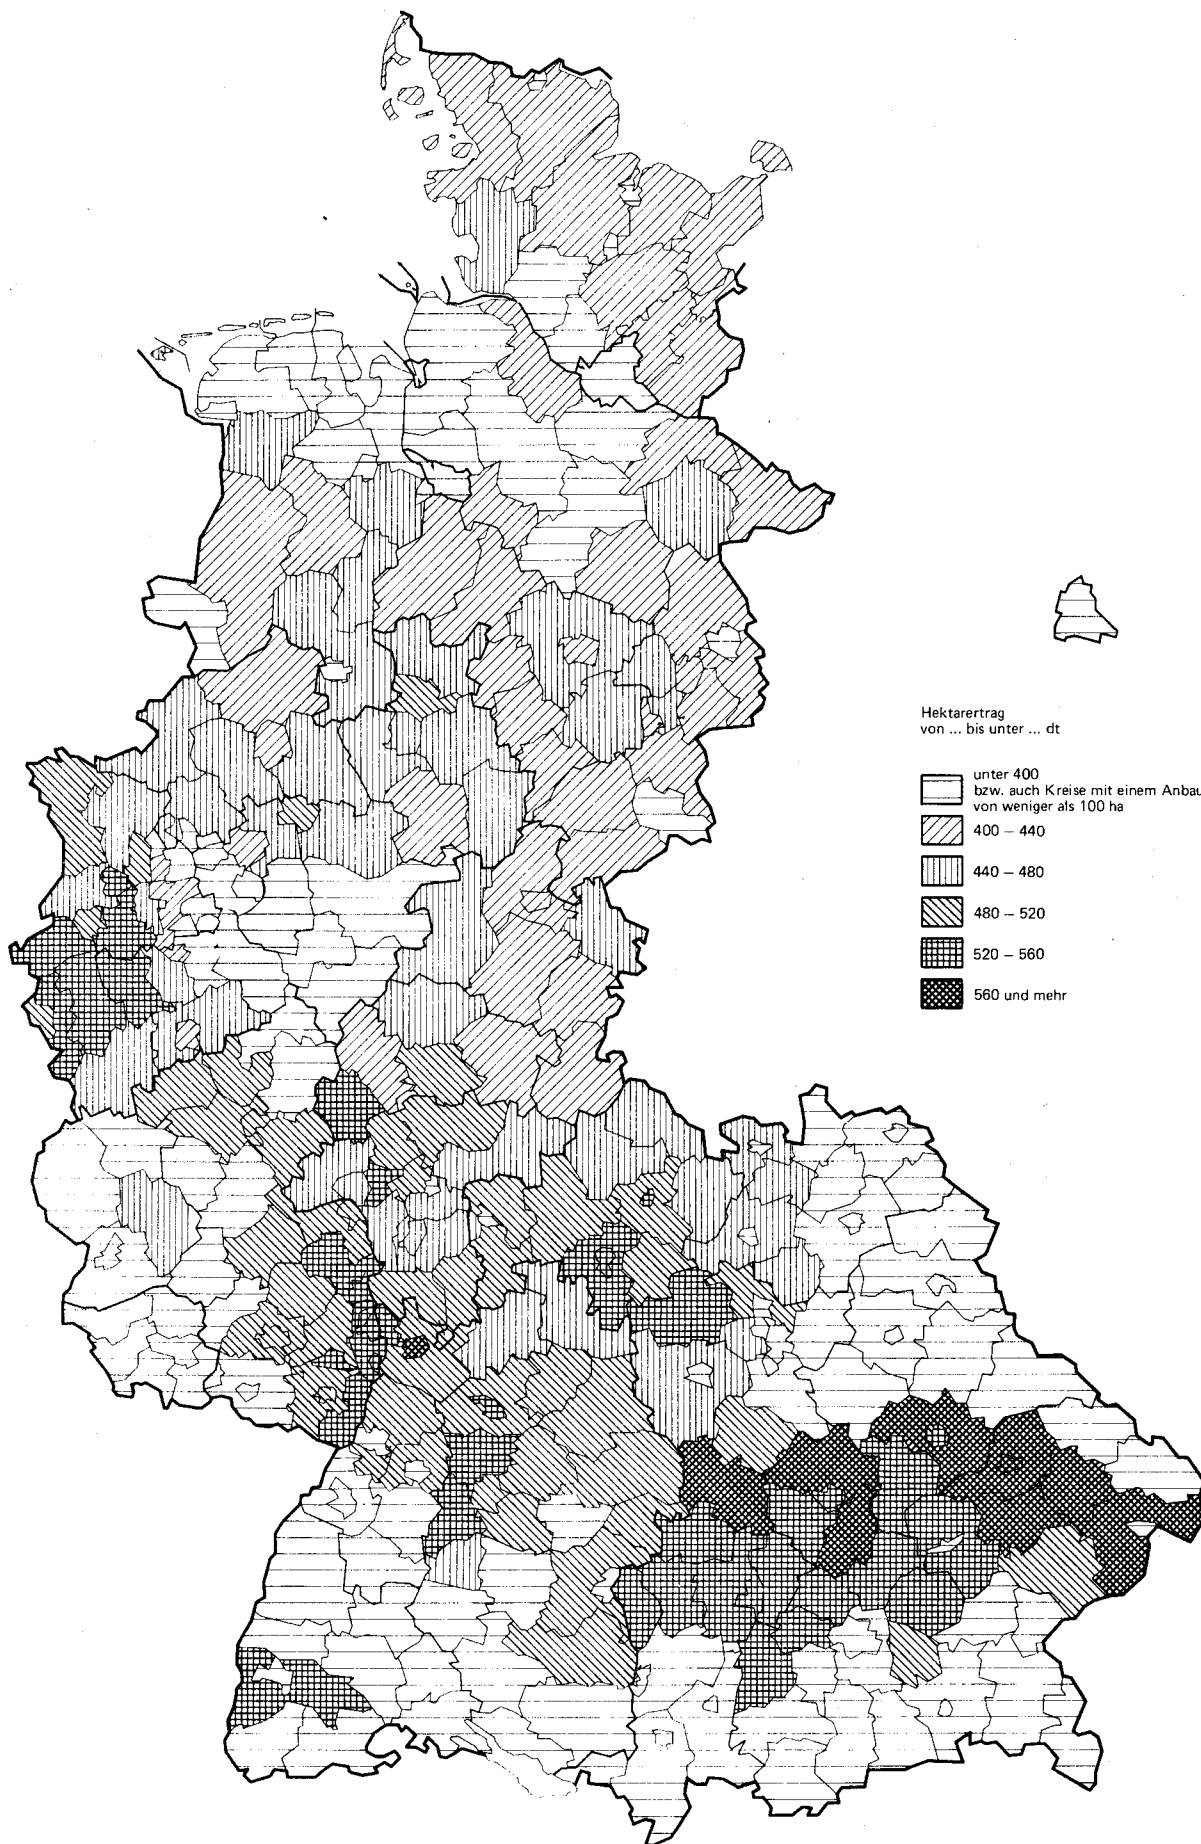 Hektarertrag
von ... bis unter ... dt
unter 400
bzw. auch Kreise mit einem Anbau
von weniger als 100 ha
400 – 440
440 – 480
480 – 520
520 – 560
560 und mehr